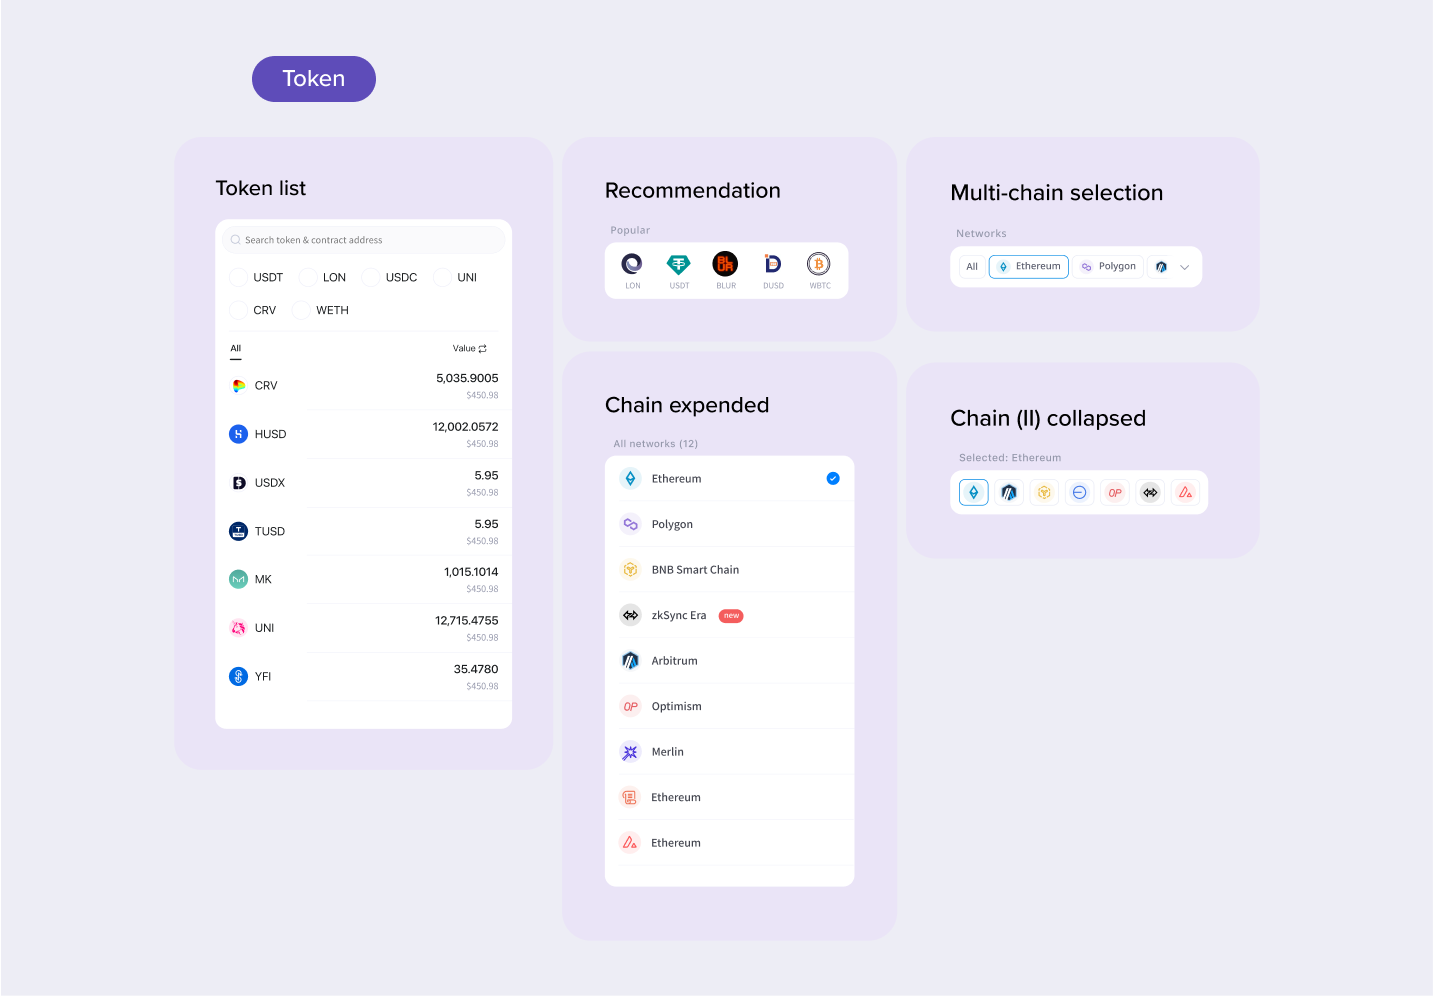 Token
Token list
Search token & contract address
USDT LON USDC UNI
CRV WETH
All Value
CRV 5,035.9005
$450.98
HUSD 12,002.0572
$450.98
USDX 5.95
$450.98
TUSD 5.95
$450.98
MK 1,015.1014
$450.98
UNI 12,715.4755
$450.98
YFI 35.4780
$450.98
Recommendation
Popular
BLUR
LON USDT BLUR DUSD WBTC
Chain expended
All networks (12)
Ethereum
Polygon
BNB Smart Chain
zkSync Era new
Arbitrum
OP Optimism
Merlin
Ethereum
Ethereum
Multi-chain selection
Networks
All Ethereum Polygon
Chain (II) collapsed
Selected: Ethereum
OP